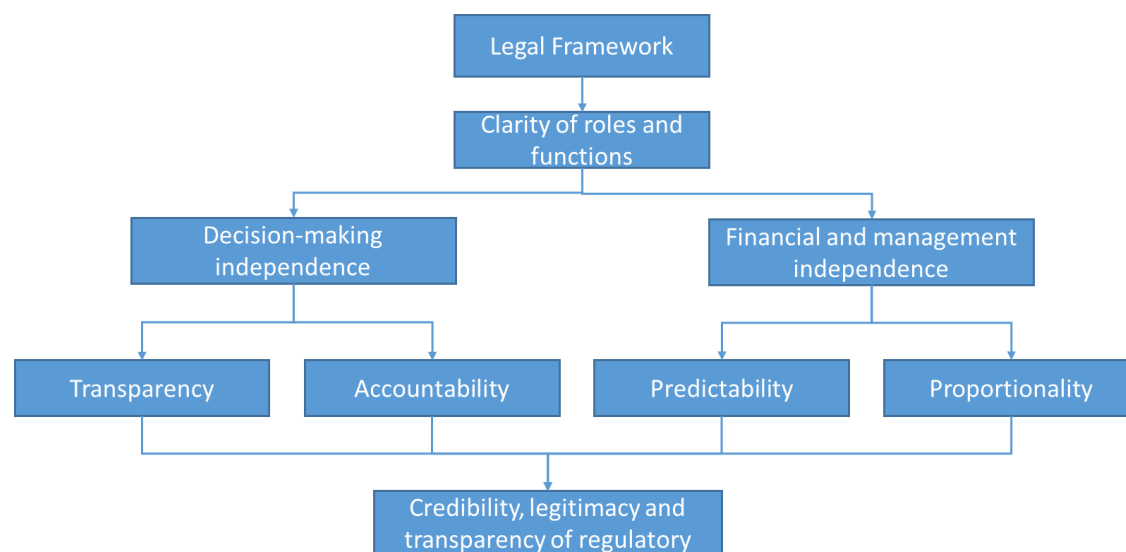 Legal Framework
Clarity of roles and
functions
Decision-making
independence
Financial and management
independence
Transparency
Accountability
Predictability
Proportionality
Credibility, legitimacy and
transparency of regulatory